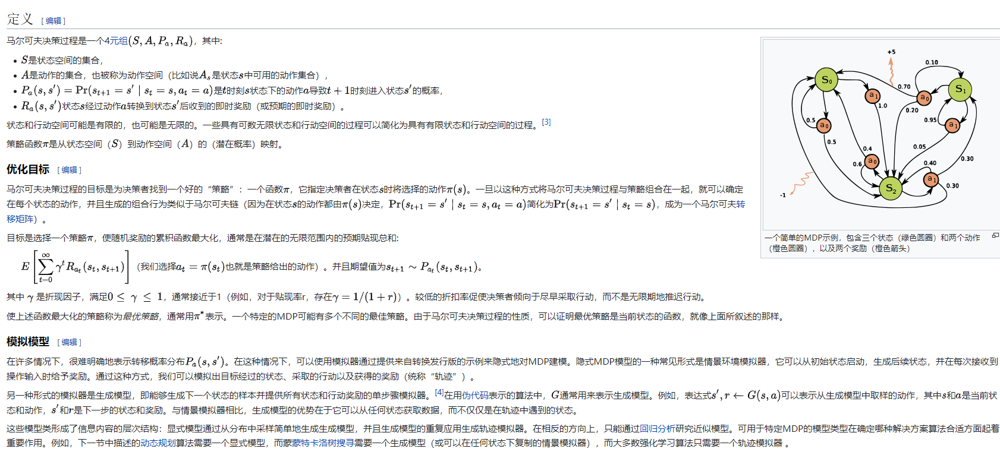 定义 [编辑]
马尔可夫决策过程是一个4元组(S, A, Pₐ, Rₐ)，其中:
• S是状态空间的集合，
• A是动作的集合，也被称为动作空间（比如说Aₛ是状态s中可用的动作集合），
• Pₐ(s, s′) = Pr(sₜ₊₁ = s′ | sₜ = s, aₜ = a)是t时刻s状态下的动作a导致t + 1时刻进入状态s′的概率，
• Rₐ(s, s′)状态s经过动作a转换到状态s′后收到的即时奖励（或预期的即时奖励）。
状态和行动空间可能是有限的，也可能是无限的。一些具有可数无限状态和行动空间的过程可以简化为具有有限状态和行动空间的过程。[3]
策略函数π是从状态空间（S）到动作空间（A）的（潜在概率）映射。
优化目标 [编辑]
马尔可夫决策过程的目标是为决策者找到一个好的“策略”：一个函数π，它指定决策者在状态s时将选择的动作π(s)。一旦以这种方式将马尔可夫决策过程与策略组合在一起，就可以确定
在每个状态的动作，并且生成的组合行为类似于马尔可夫链（因为在状态s的动作都由π(s)决定，Pr(sₜ₊₁ = s′ | sₜ = s, aₜ = a)简化为Pr(sₜ₊₁ = s′ | sₜ = s)，成为一个马尔可夫转
移矩阵）。
目标是选择一个策略π，使随机奖励的累积函数最大化，通常是在潜在的无限范围内的预期贴现总和:
E[∑_{t=0}^{∞} γᵗR_{aₜ}(sₜ, sₜ₊₁)]（我们选择aₜ = π(sₜ)也就是策略给出的动作）。并且期望值为sₜ₊₁ ∼ P_{aₜ}(sₜ, sₜ₊₁)。
其中 γ 是折现因子，满足0 ≤ γ ≤ 1，通常接近于1（例如，对于贴现率r，存在γ = 1/(1 + r)）。较低的折扣率促使决策者倾向于尽早采取行动，而不是无限期地推迟行动。
使上述函数最大化的策略称为最优策略，通常用π*表示。一个特定的MDP可能有多个不同的最佳策略。由于马尔可夫决策过程的性质，可以证明最优策略是当前状态的函数，就像上面所叙述的那样。
模拟模型 [编辑]
在许多情况下，很难明确地表示转移概率分布Pₐ(s, s′)。在这种情况下，可以使用模拟器通过提供来自转换发行版的示例来隐式地对MDP建模。隐式MDP模型的一种常见形式是情景环境模拟器，它可以从初始状态启动，生成后续状态，并在每次接收到
操作输入时给予奖励。通过这种方式，我们可以模拟出目标经过的状态、采取的行动以及获得的奖励（统称“轨迹”）。
另一种形式的模拟器是生成模型，即能够生成下一个状态的样本并提供所有状态和行动奖励的单步骤模拟器。[4]在用伪代码表示的算法中，G通常用来表示生成模型。例如，表达式s′, r ← G(s, a)可以表示从生成模型中取样的动作，其中s和a是当前状
态和动作，s′和r是下一步的状态和奖励。与情景模拟器相比，生成模型的优势在于它可以从任何状态获取数据，而不仅仅是在轨迹中遇到的状态。
这些模型类形成了信息内容的层次结构：显式模型通过从分布中采样简单地生成生成模型，并且生成模型的重复应用生成轨迹模拟器。在相反的方向上，只能通过回归分析研究近似模型。可用于特定MDP的模型类型在确定哪种解决方案算法合适方面起着
重要作用。例如，下一节中描述的动态规划算法需要一个显式模型，而蒙蒙特卡洛树搜寻需要一个生成模型（或可以在任何状态下复制的情景模拟器），而大多数强化学习算法只需要一个轨迹模拟器 。
+5
0.10
S₀
0.70
S₁
a₁
a₀
1.0
0.20
0.5
0.95
a₀
a₁
0.5
0.4
0.05
0.6
a₀
0.40
0.30
a₁
S₂
0.30
-1
一个简单的MDP示例，包含三个状态（绿色圆圈）和两个动作
（橙色圆圈），以及两个奖励（橙色箭头）